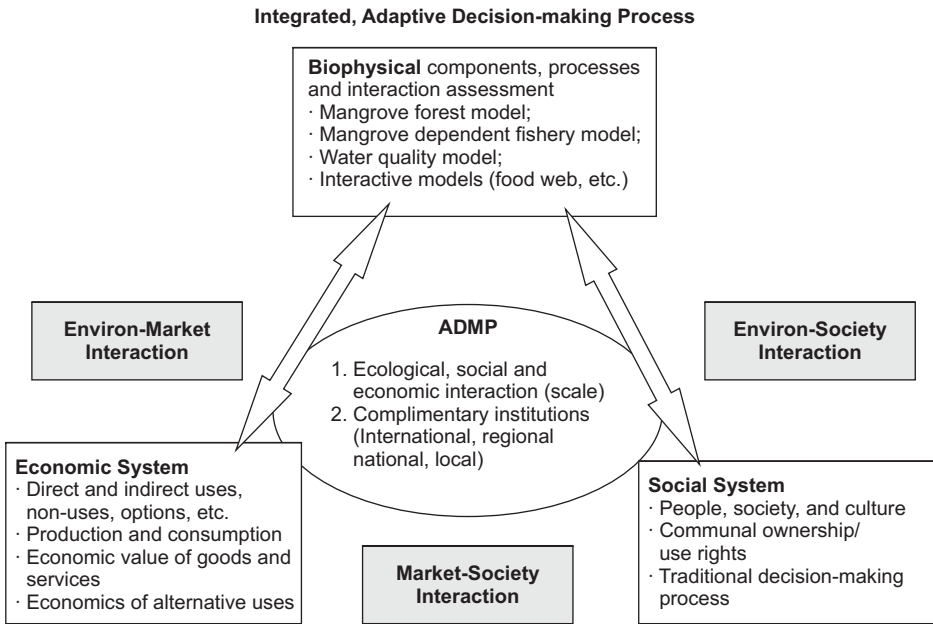 Integrated, Adaptive Decision-making Process
Biophysical components, processes
and interaction assessment
· Mangrove forest model;
· Mangrove dependent fishery model;
· Water quality model;
· Interactive models (food web, etc.)
Environ-Market
Interaction
ADMP
1. Ecological, social and
economic interaction (scale)
2. Complimentary institutions
(International, regional
national, local)
Environ-Society
Interaction
Economic System
· Direct and indirect uses,
non-uses, options, etc.
· Production and consumption
· Economic value of goods and
services
· Economics of alternative uses
Market-Society
Interaction
Social System
· People, society, and culture
· Communal ownership/
use rights
· Traditional decision-making
process